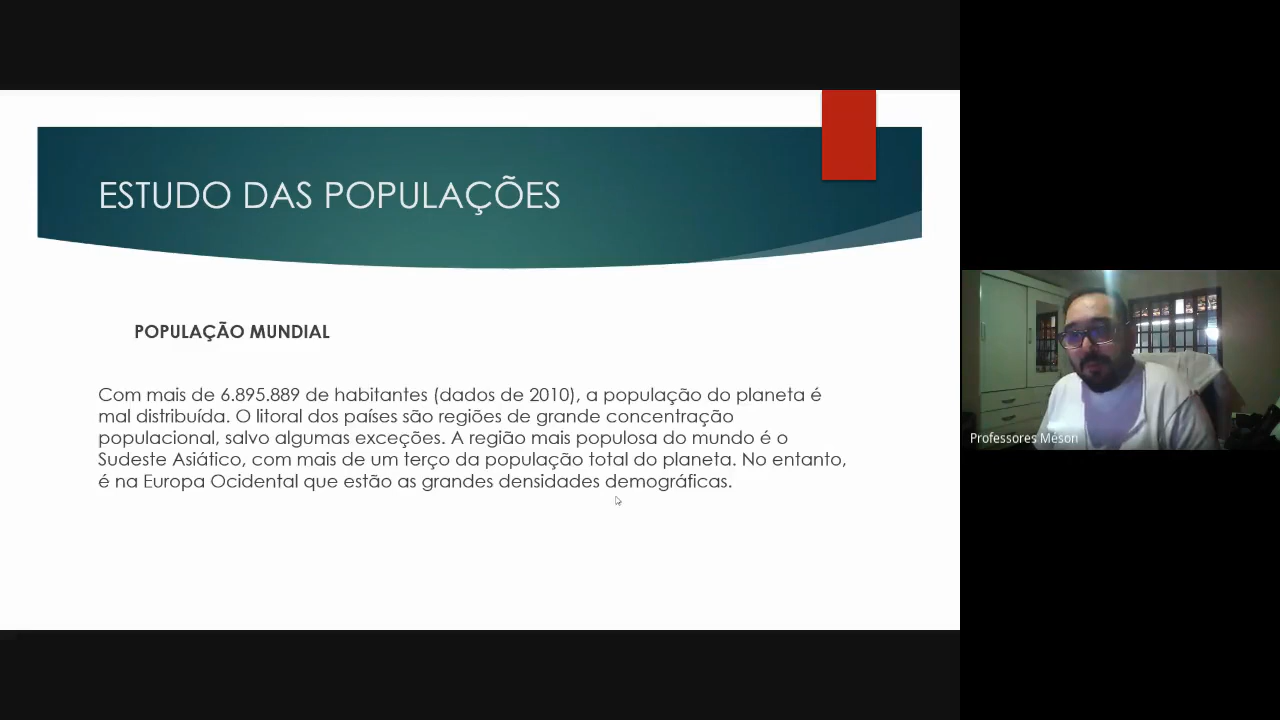 ESTUDO DAS POPULAÇÕES
POPULAÇÃO MUNDIAL
Com mais de 6.895.889 de habitantes (dados de 2010), a população do planeta é
mal distribuída. O litoral dos países são regiões de grande concentração
populacional, salvo algumas exceções. A região mais populosa do mundo é o
Sudeste Asiático, com mais de um terço da população total do planeta. No entanto,
é na Europa Ocidental que estão as grandes densidades demográficas.
Professores Meson